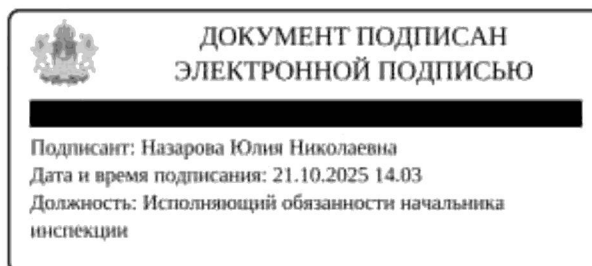 ДОКУМЕНТ ПОДПИСАН
ЭЛЕКТРОННОЙ ПОДПИСЬЮ
Подписант: Назарова Юлия Николаевна
Дата и время подписания: 21.10.2025 14.03
Должность: Исполняющий обязанности начальника
инспекции